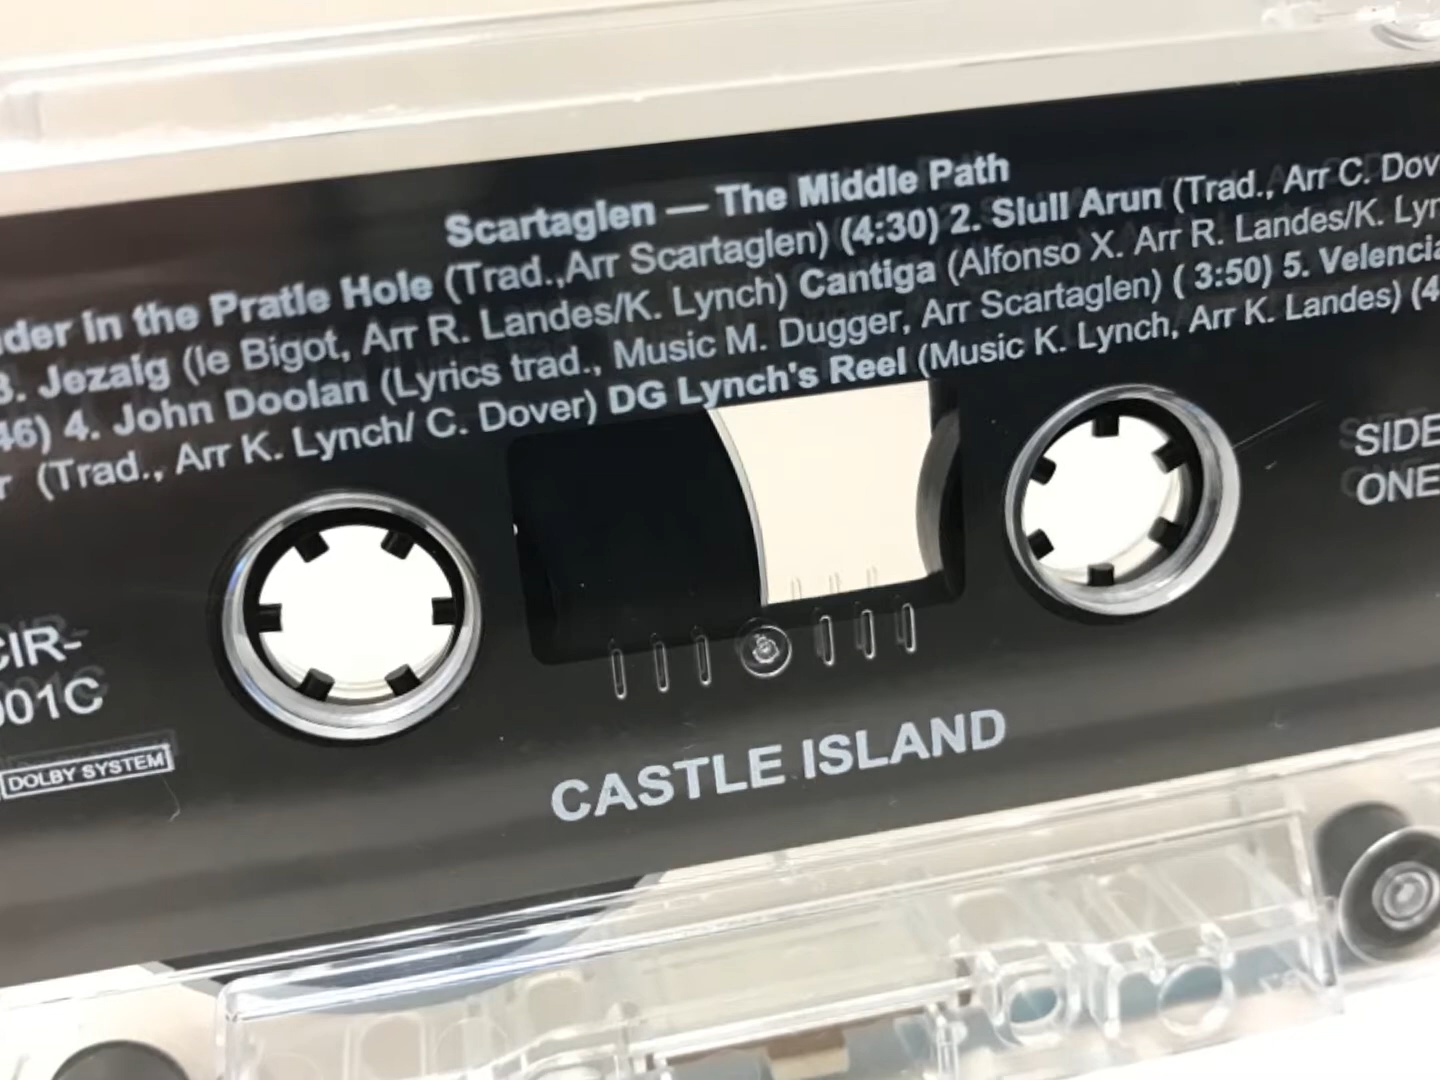 Scartaglen — The Middle Path
der in the Pratie Hole (Trad.,Arr Scartaglen) (4:30) 2. Slull Arun (Trad., Arr C. Dov
3. Jezaig (le Bigot, Arr R. Landes/K. Lynch) Cantiga (Alfonso X. Arr R. Landes/K. Lyn
46) 4. John Doolan (Lyrics trad., Music M. Dugger, Arr Scartaglen) ( 3:50) 5. Velencia
r (Trad., Arr K. Lynch/ C. Dover) DG Lynch's Reel (Music K. Lynch, Arr K. Landes) (4
SIDE
ONE
CIR-
001C
DOLBY SYSTEM
CASTLE ISLAND